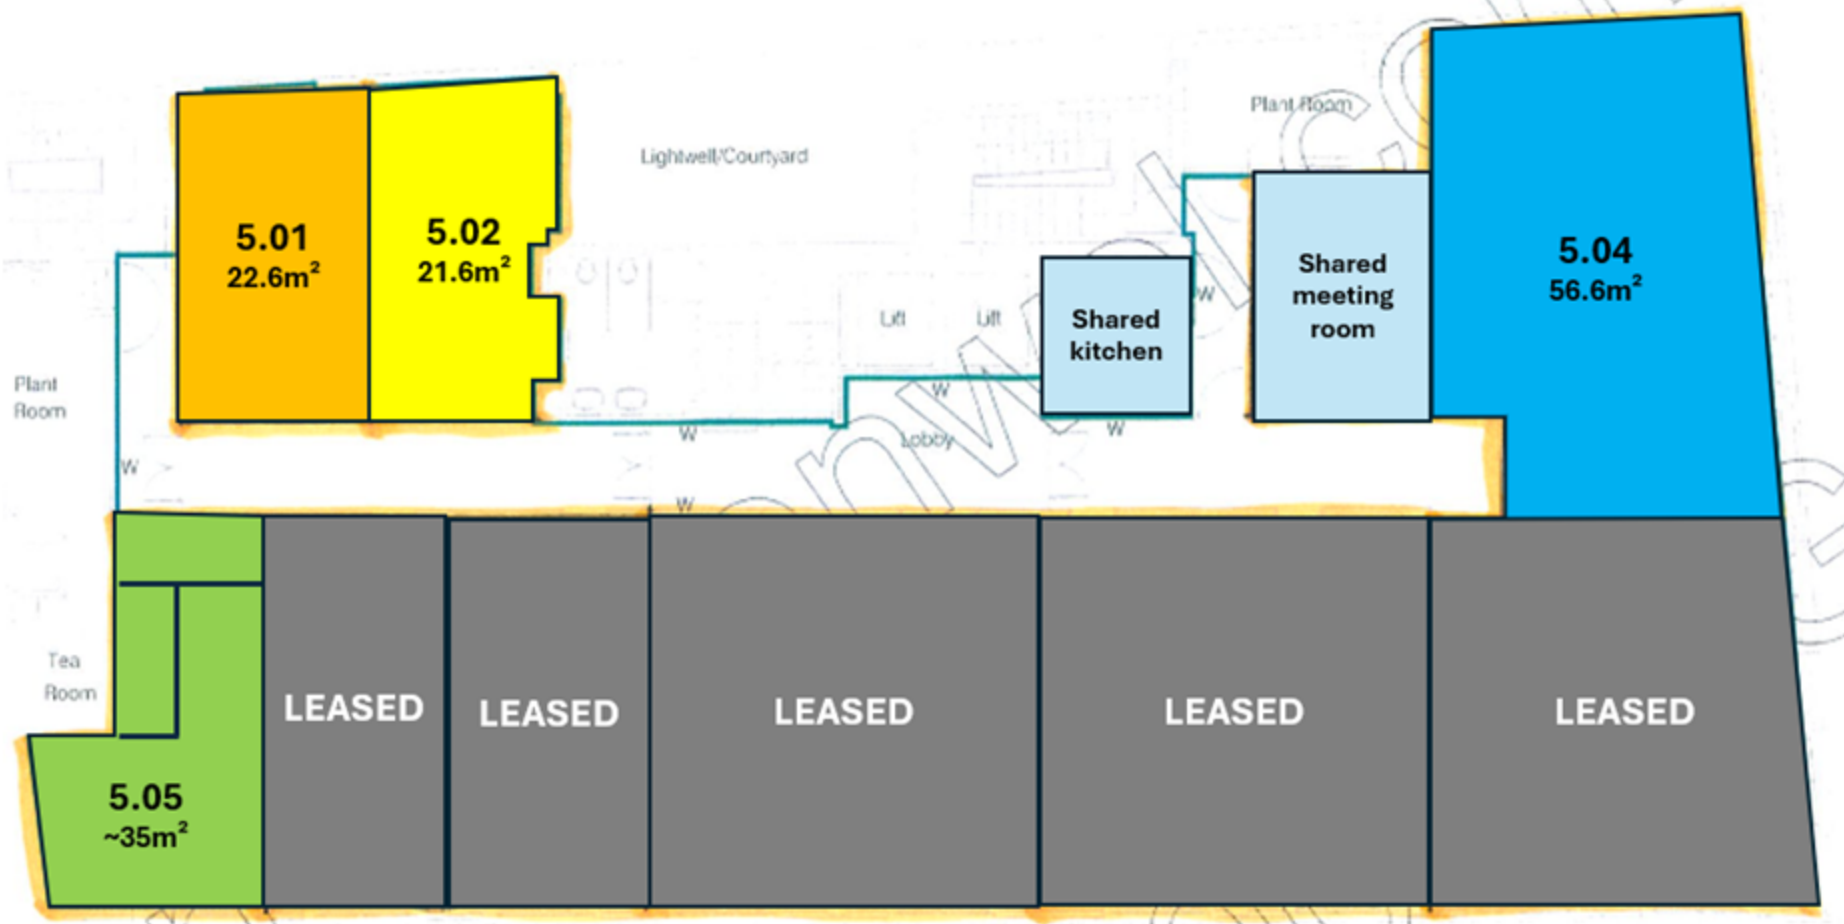 Plant Room
Lightwell/Courtyard
5.01
22.6m²
5.02
21.6m²
5.04
56.6m²
Shared
meeting
room
Shared
kitchen
Lift
Lift
W
W
W
W
Lobby
W
W
Plant
Room
Tea
Room
LEASED
LEASED
LEASED
LEASED
LEASED
5.05
~35m²